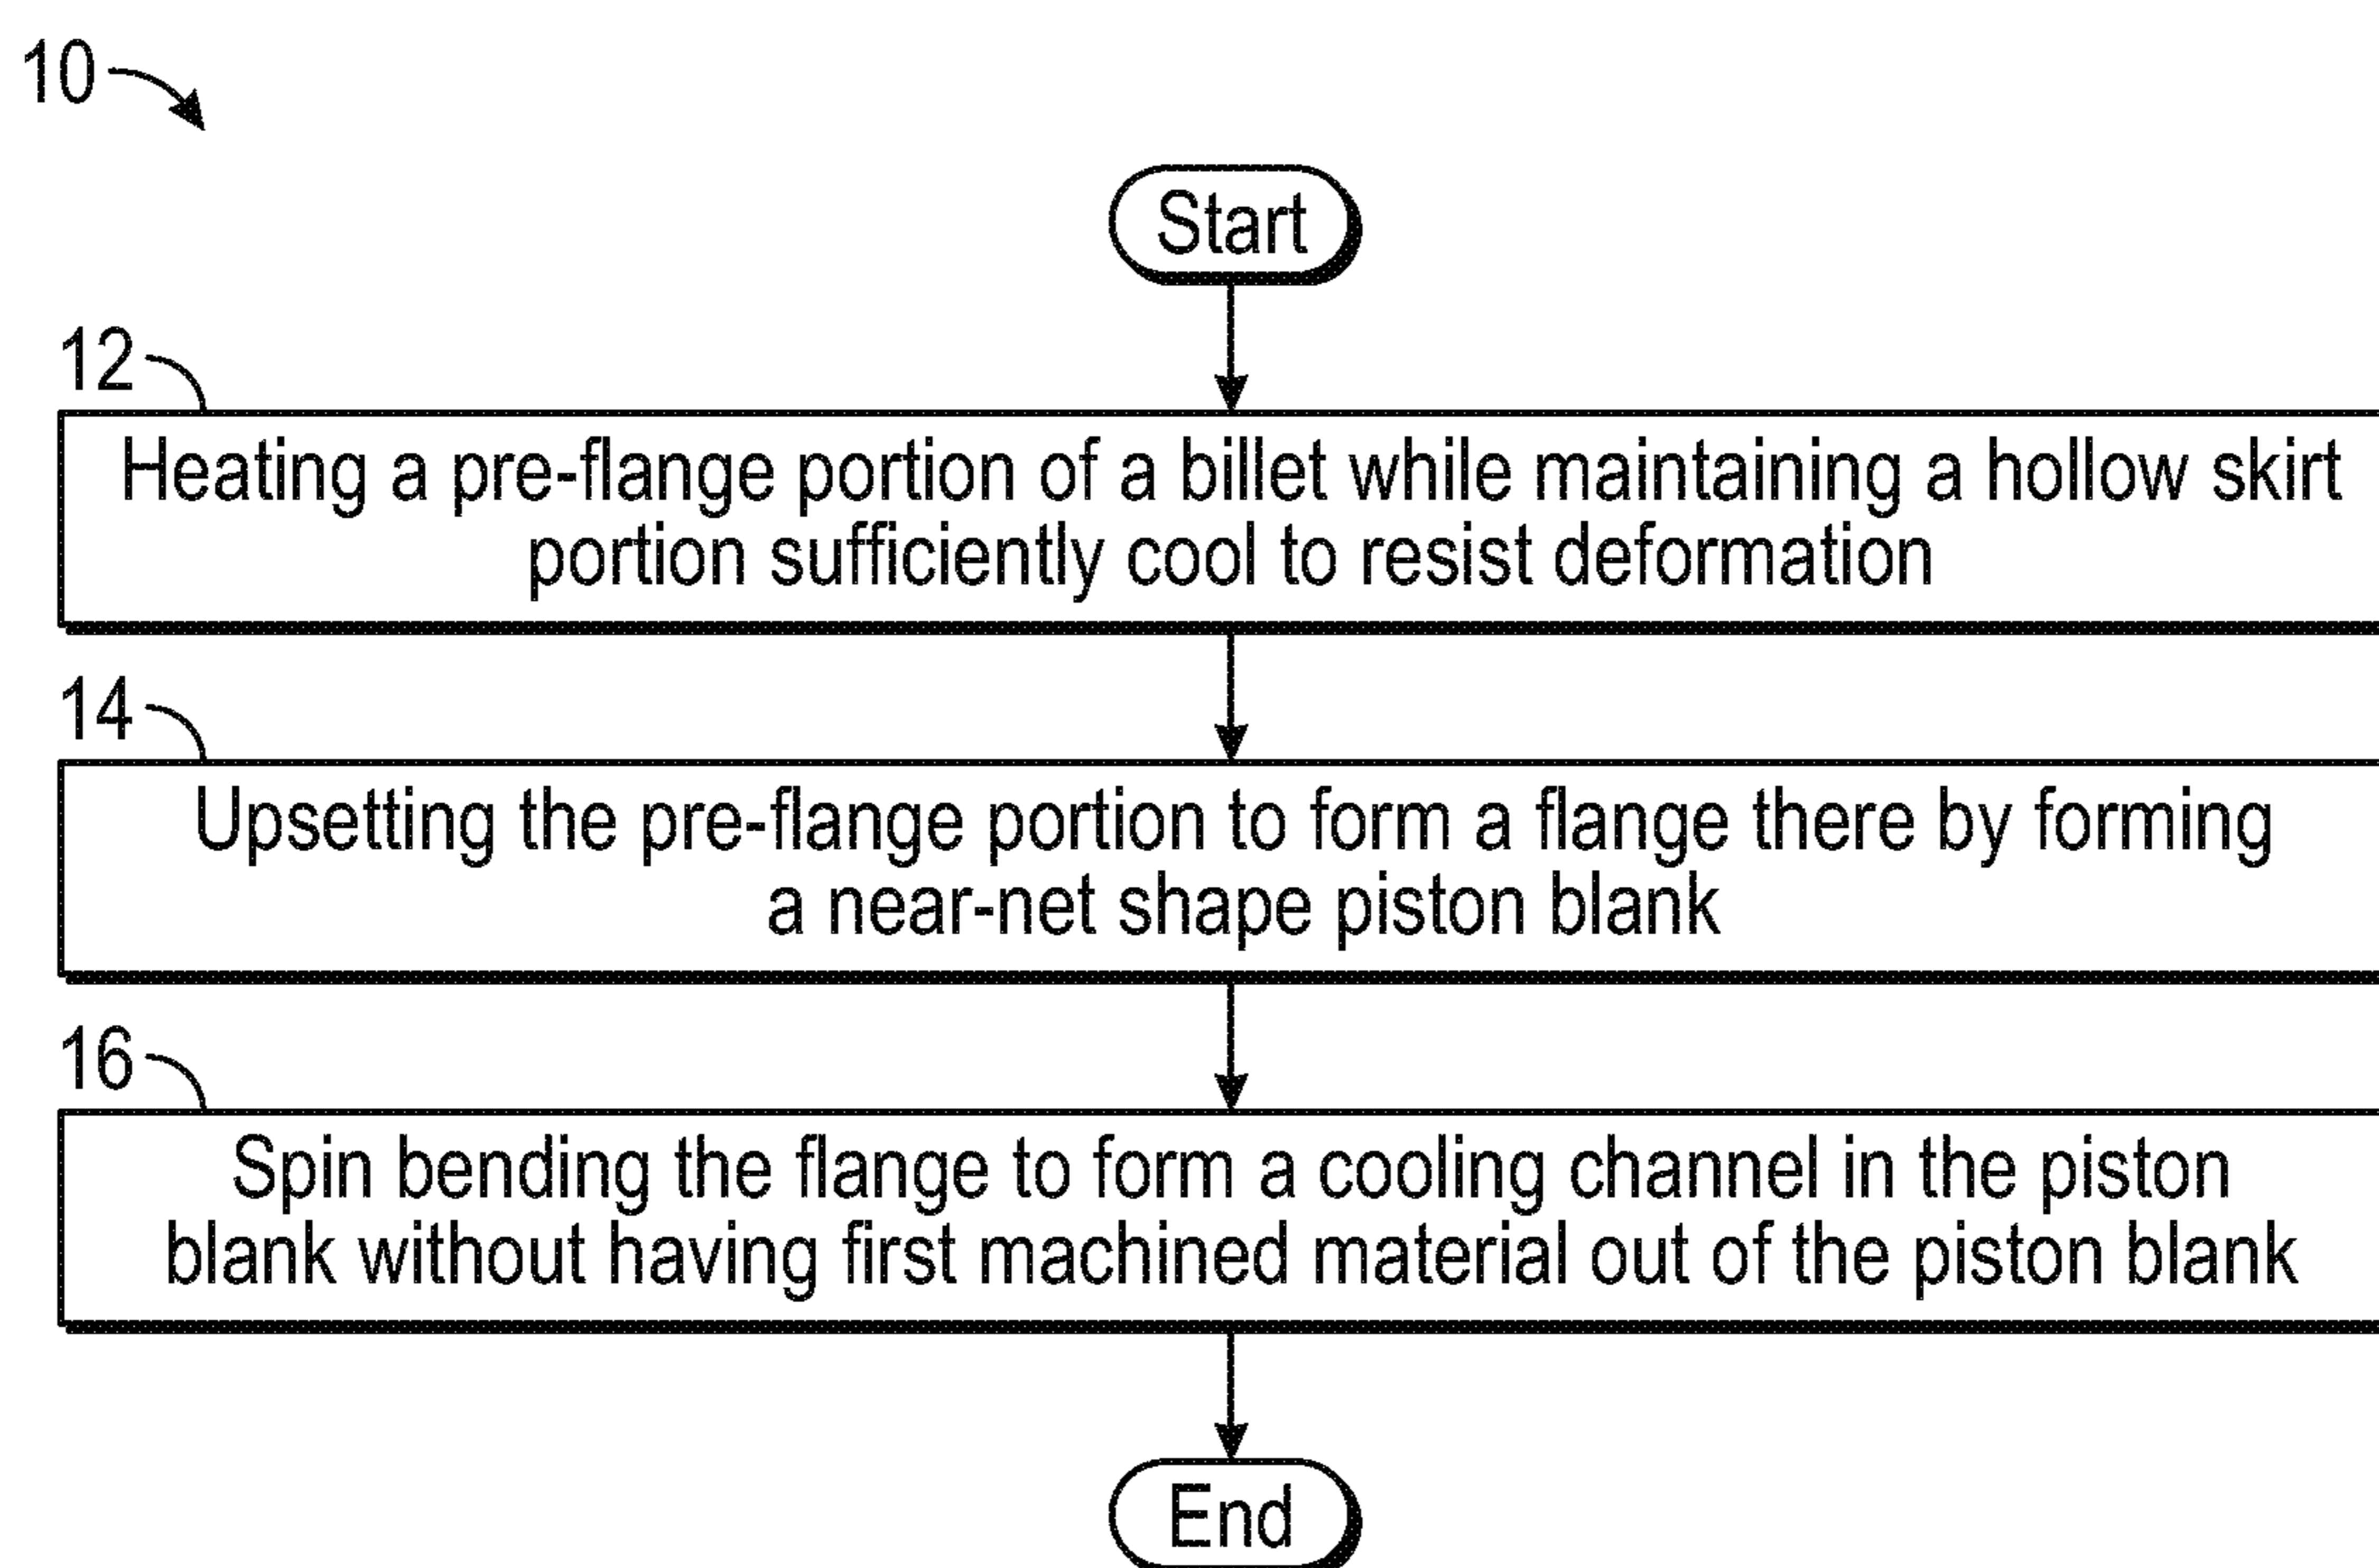 10
Start
12
Heating a pre-flange portion of a billet while maintaining a hollow skirt
portion sufficiently cool to resist deformation
14
Upsetting the pre-flange portion to form a flange there by forming
a near-net shape piston blank
16
Spin bending the flange to form a cooling channel in the piston
blank without having first machined material out of the piston blank
End